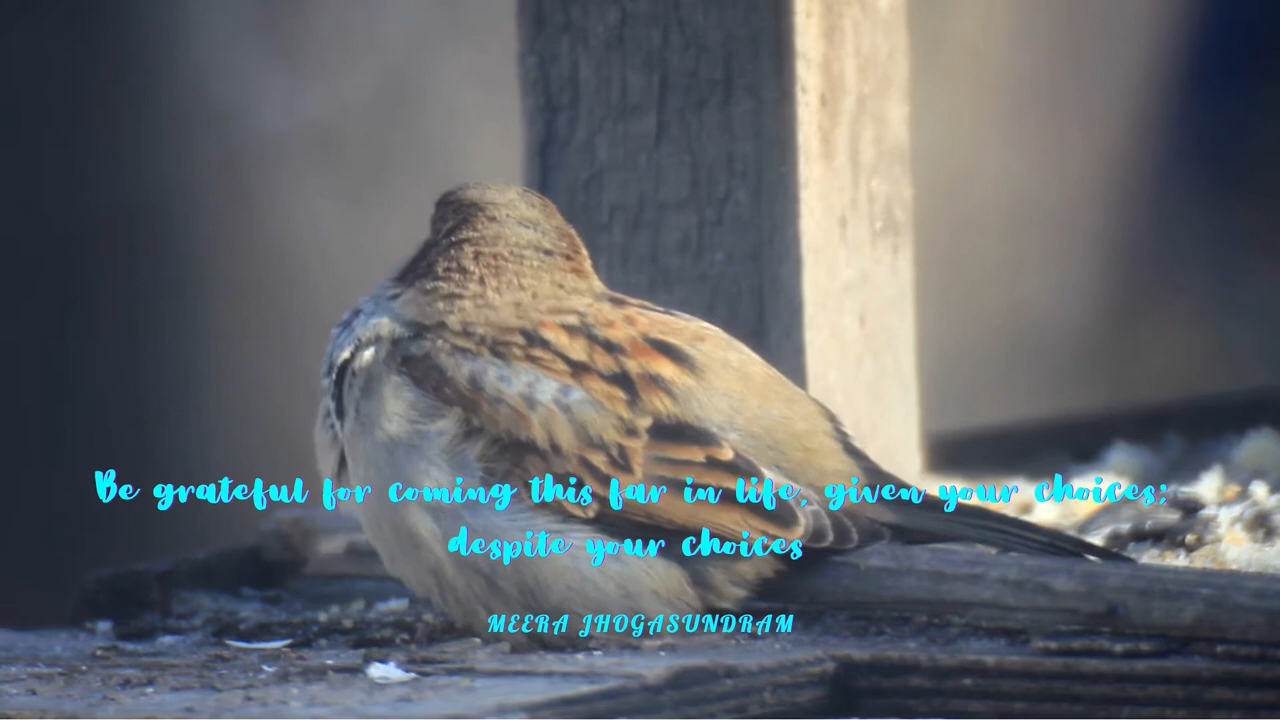 Be grateful for coming this far in life, given your choices;
despite your choices
MEERA JHOGASUNDRAM